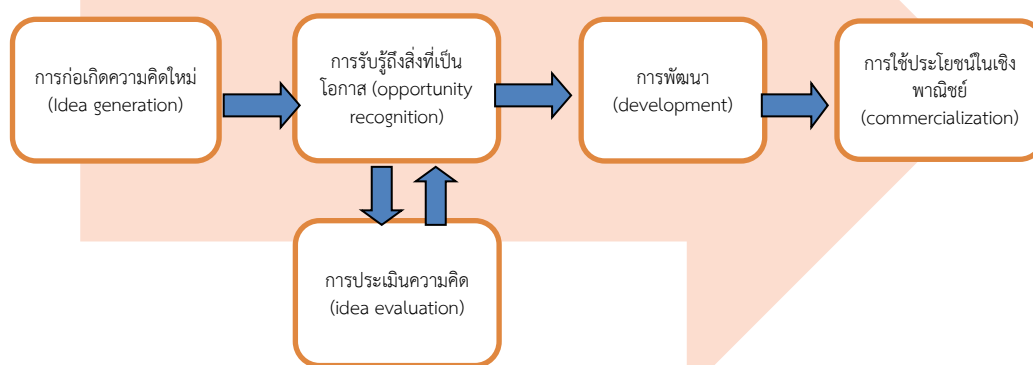 การก่อเกิดความคิดใหม่
(Idea generation)
การรับรู้ถึงสิ่งที่เป็น
โอกาส (opportunity
recognition)
การพัฒนา
(development)
การใช้ประโยชน์ในเชิง
พาณิชย์
(commercialization)
การประเมินความคิด
(idea evaluation)